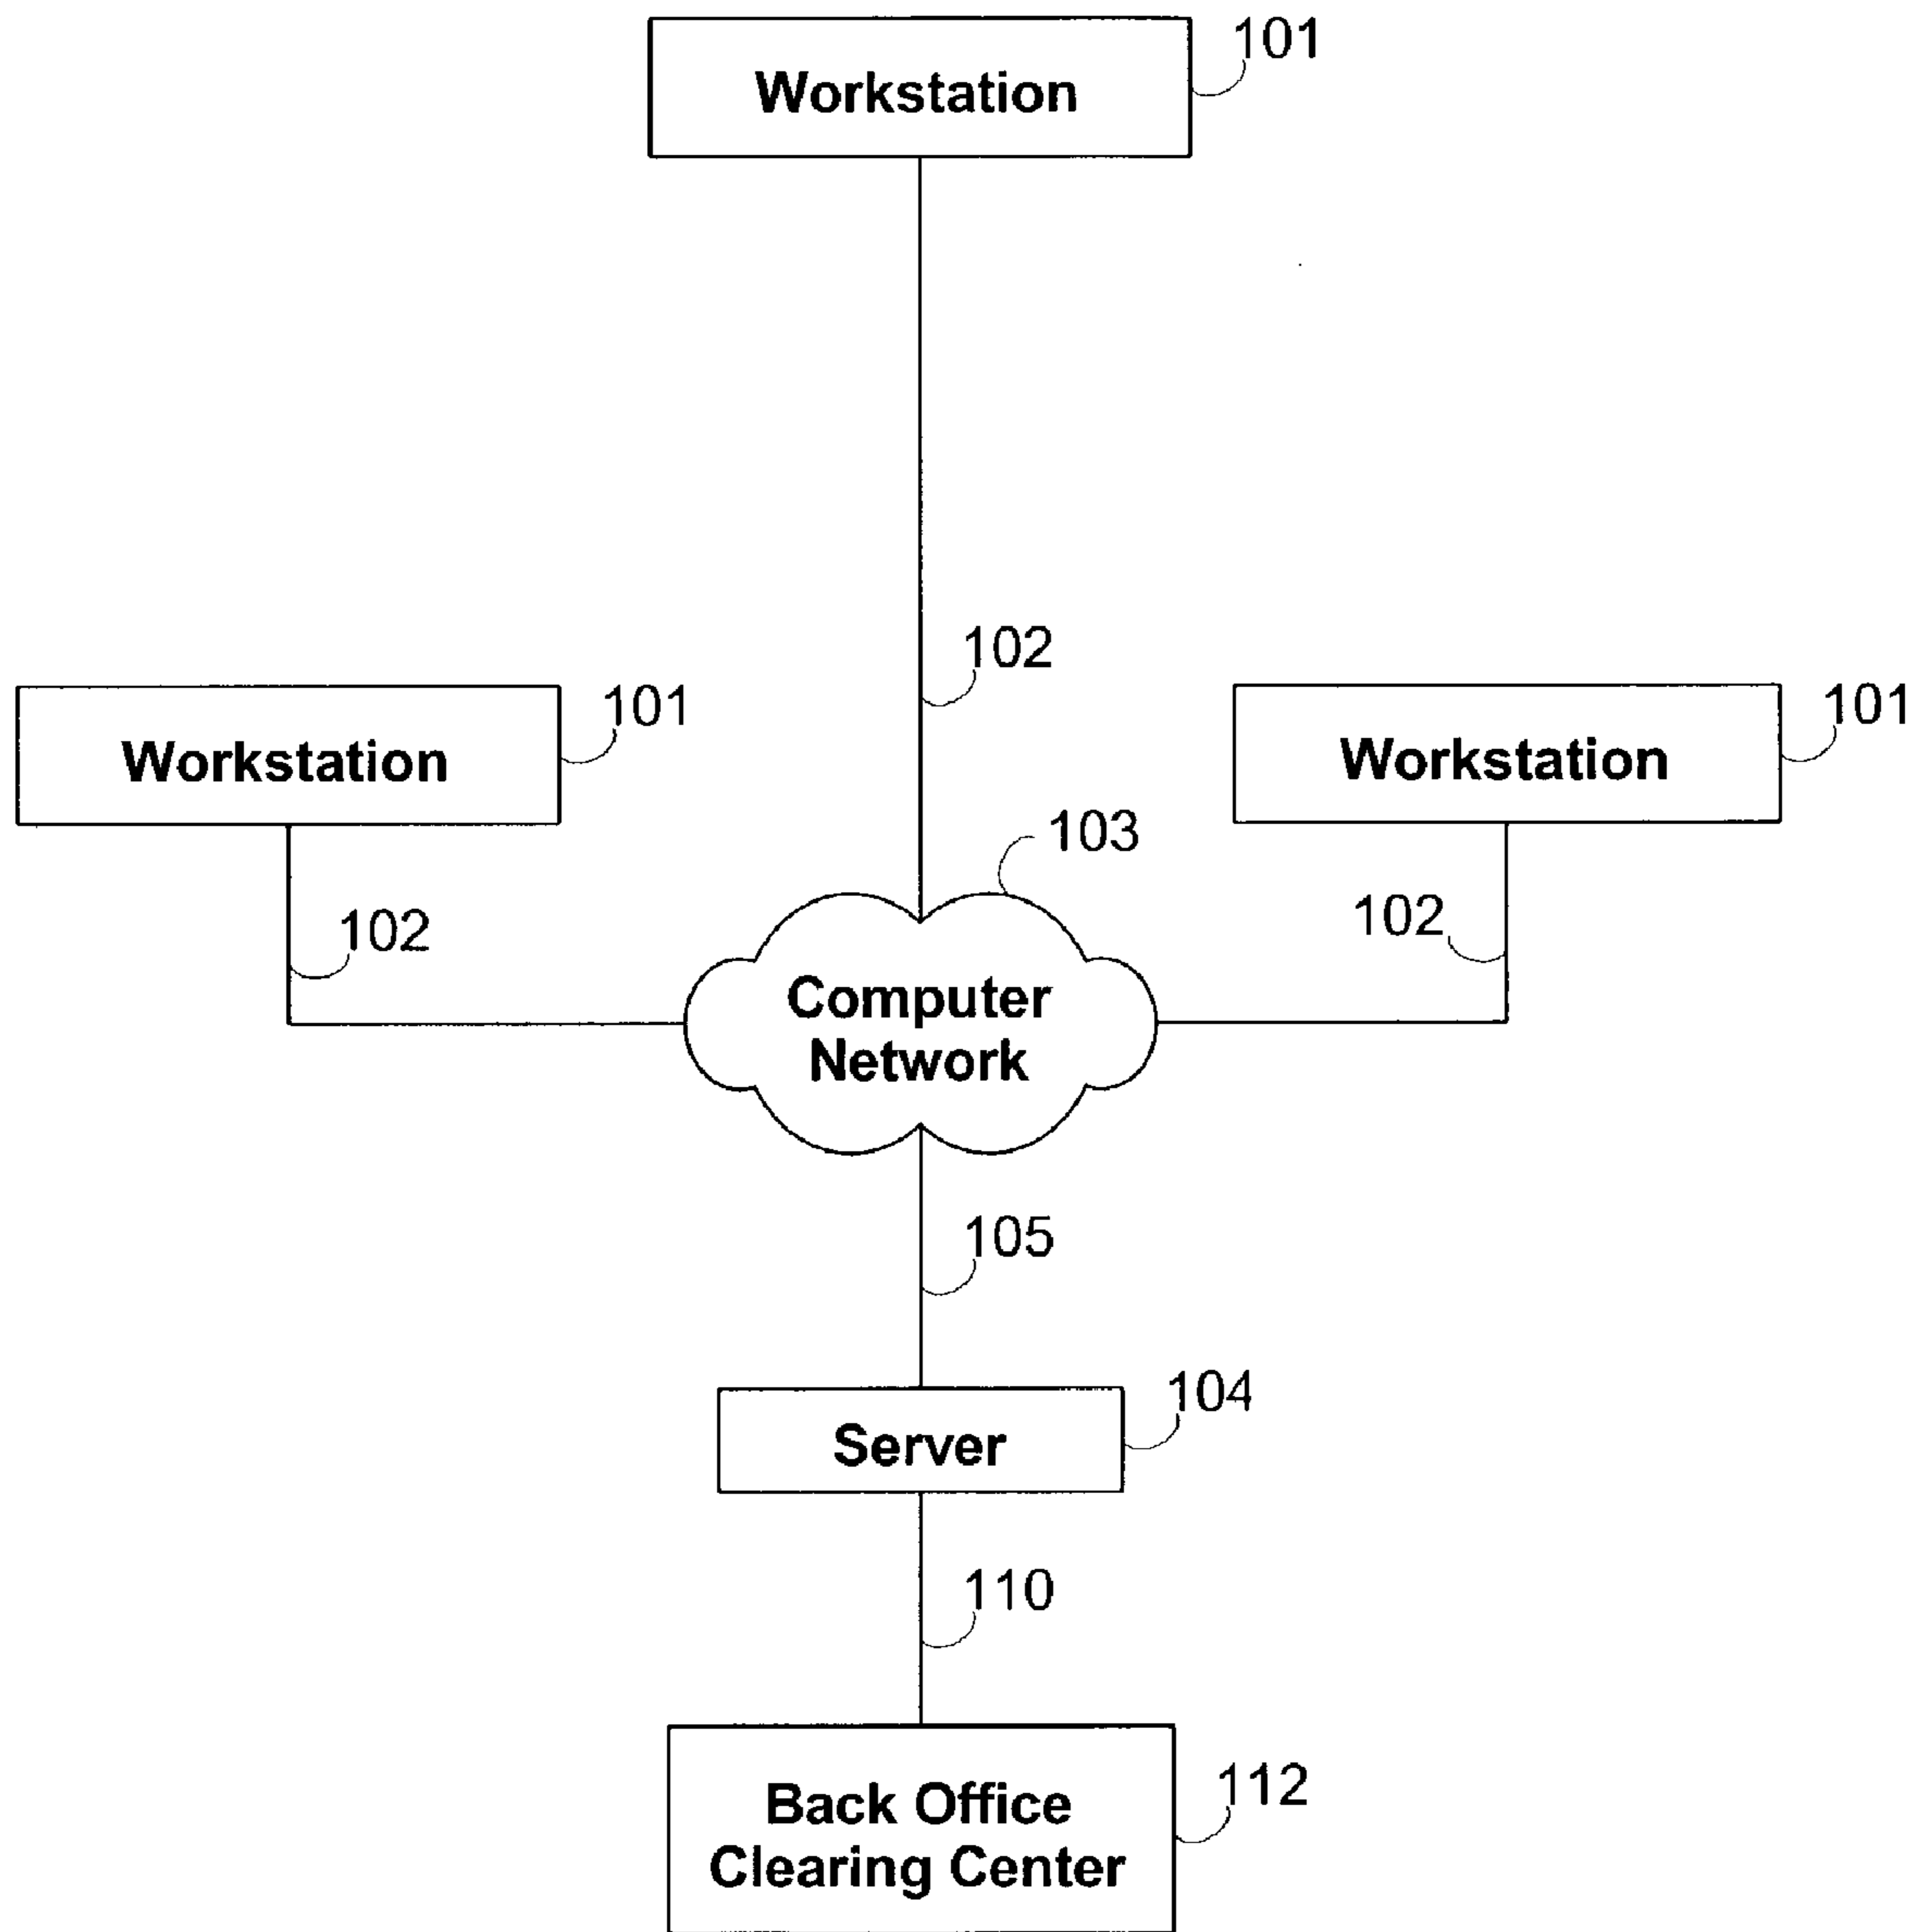 Workstation
101
102
Workstation
101
Workstation
101
103
102
102
Computer
Network
105
104
Server
110
112
Back Office
Clearing Center